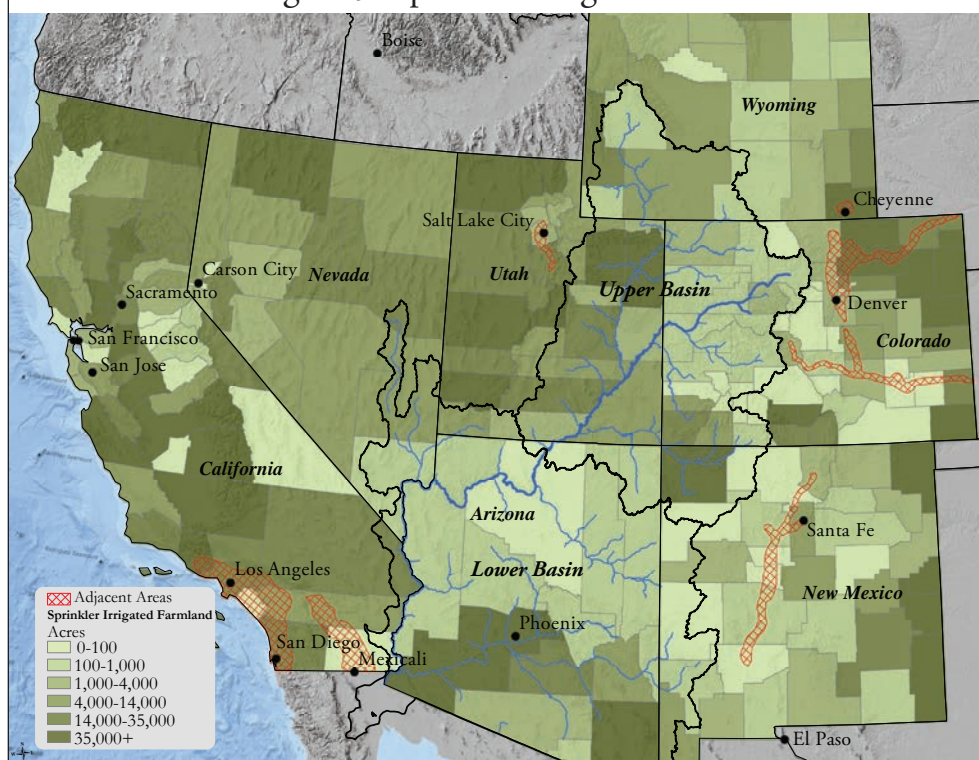 Boise
Wyoming
Cheyenne
Salt Lake City
Carson City
Nevada
Utah
Upper Basin
Sacramento
Denver
San Francisco
Colorado
San Jose
California
Arizona
Santa Fe
Los Angeles
Lower Basin
New Mexico
Phoenix
San Diego
Mexicali
El Paso
Adjacent Areas
Sprinkler Irrigated Farmland
Acres
0-100
100-1,000
1,000-4,000
4,000-14,000
14,000-35,000
35,000+